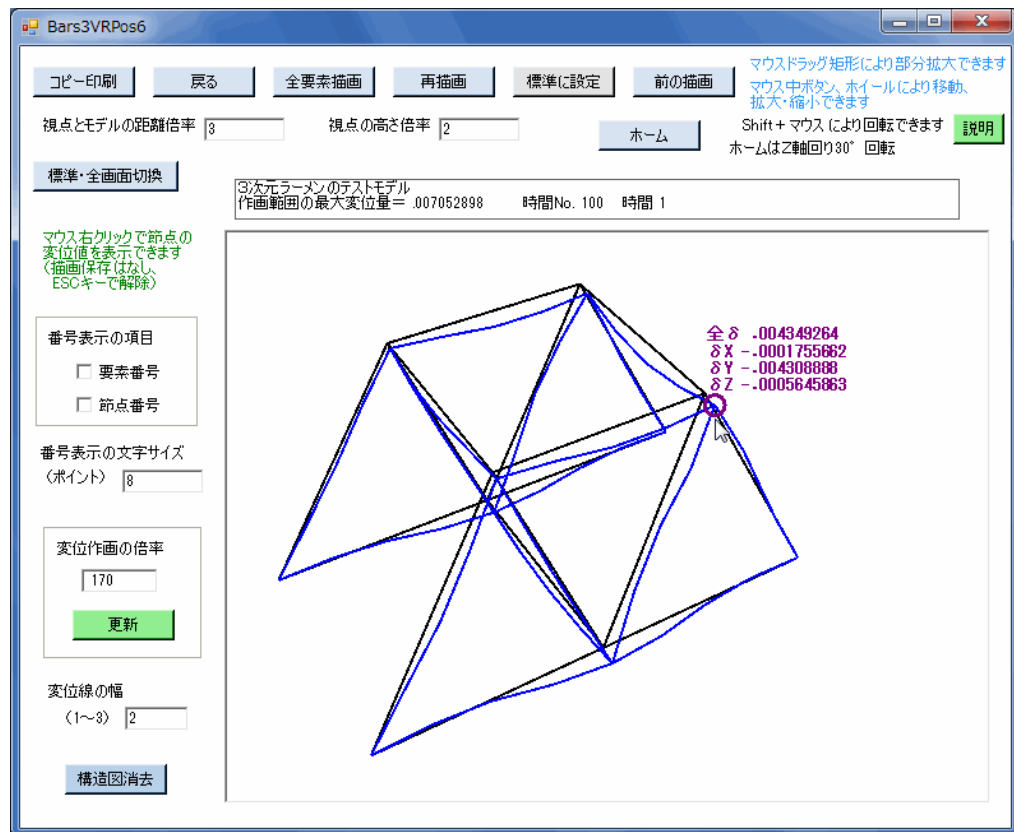 Bars3VRPos6
コピー印刷
戻る
全要素描画
再描画
標準に設定
前の描画
マウスドラッグ矩形により部分拡大できます
マウス中ボタン、ホイールにより移動、
拡大・縮小できます
視点とモデルの距離倍率 3
視点の高さ倍率 2
ホーム
Shift+マウスにより回転できます
ホームはZ軸回り30° 回転
説明
標準・全画面切換
3次元ラーメンのテストモデル
作画範囲の最大変位量= .007052898 時間No. 100 時間 1
マウス右クリックで節点の
変位値を表示できます
(描画保存はなし、
ESCキーで解除)
番号表示の項目
要素番号
節点番号
番号表示の文字サイズ
(ポイント) 8
変位作画の倍率
170
更新
変位線の幅
(1~3) 2
構造図消去
全δ .004349264
δX -.0001755662
δY -.004308888
δZ -.0005645863